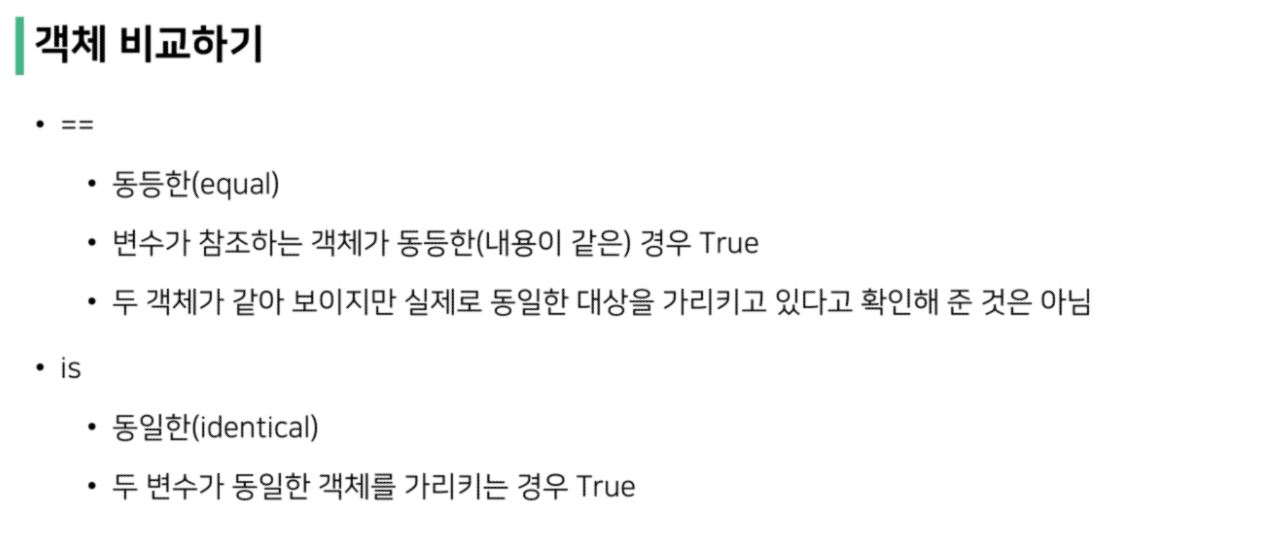 객체 비교하기
• ==
• 동등한(equal)
• 변수가 참조하는 객체가 동등한(내용이 같은) 경우 True
• 두 객체가 같아 보이지만 실제로 동일한 대상을 가리키고 있다고 확인해 준 것은 아님
• is
• 동일한(identical)
• 두 변수가 동일한 객체를 가리키는 경우 True